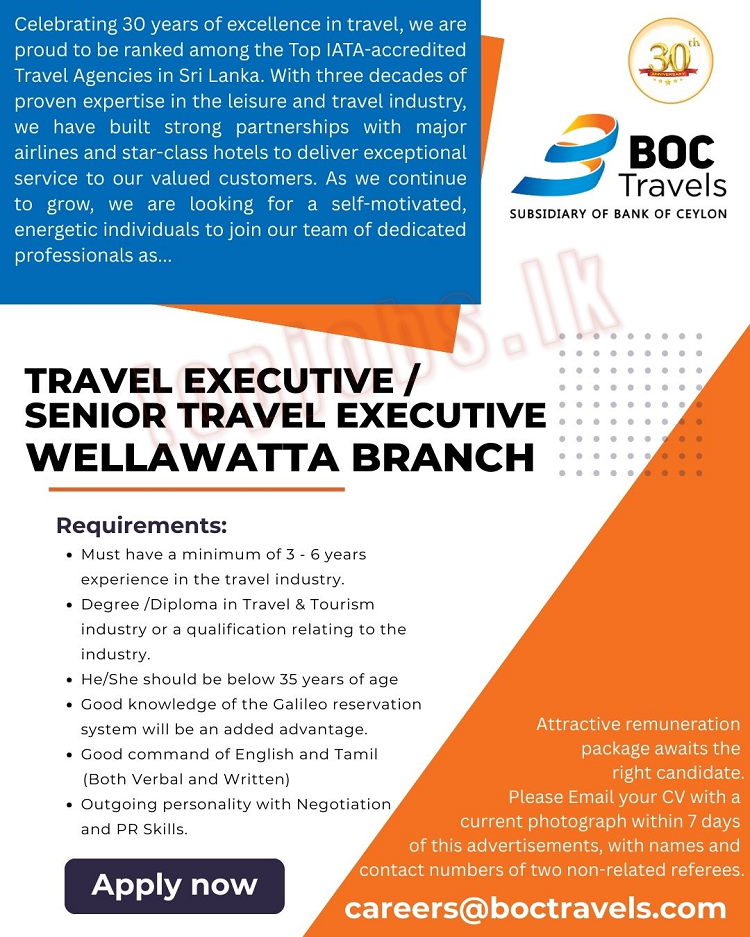 Celebrating 30 years of excellence in travel, we are
proud to be ranked among the Top IATA-accredited
Travel Agencies in Sri Lanka. With three decades of
proven expertise in the leisure and travel industry,
we have built strong partnerships with major
airlines and star-class hotels to deliver exceptional
service to our valued customers. As we continue
to grow, we are looking for a self-motivated,
energetic individuals to join our team of dedicated
professionals as...
30th
ANNIVERSARY
BOC
Travels
SUBSIDIARY OF BANK OF CEYLON
topjobs.lk
TRAVEL EXECUTIVE /
SENIOR TRAVEL EXECUTIVE
WELLAWATTA BRANCH
Requirements:
• Must have a minimum of 3 - 6 years
experience in the travel industry.
• Degree /Diploma in Travel & Tourism
industry or a qualification relating to the
industry.
• He/She should be below 35 years of age
• Good knowledge of the Galileo reservation
system will be an added advantage.
• Good command of English and Tamil
(Both Verbal and Written)
• Outgoing personality with Negotiation
and PR Skills.
Apply now
Attractive remuneration
package awaits the
right candidate.
Please Email your CV with a
current photograph within 7 days
of this advertisements, with names and
contact numbers of two non-related referees.
careers@boctravels.com